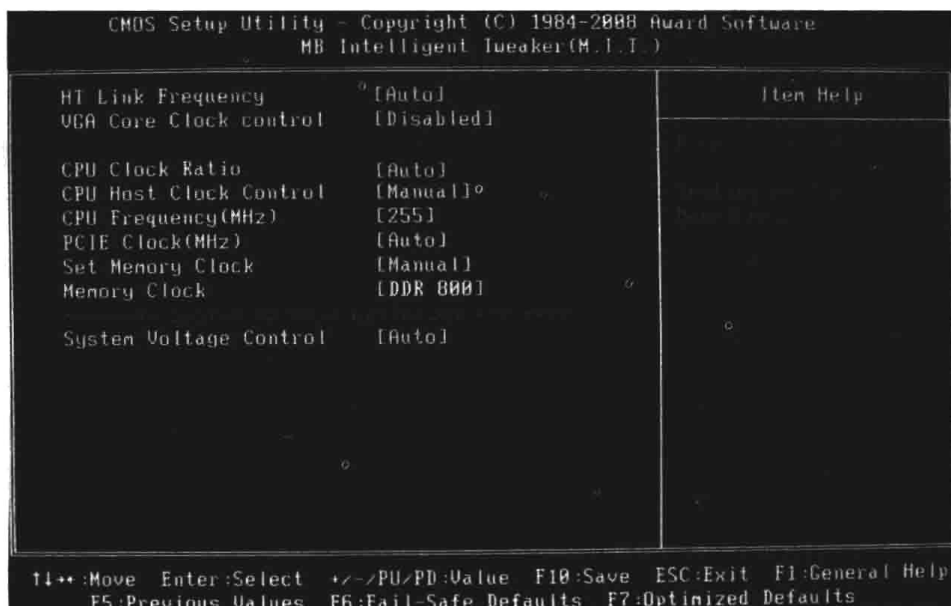 CMOS Setup Utility - Copyright (C) 1984-2008 Award Software
MB Intelligent Tweaker(M.I.T.)
HT Link Frequency [Auto]
VGA Core Clock control [Disabled]
CPU Clock Ratio [Auto]
CPU Host Clock Control [Manual]
CPU Frequency(MHz) [255]
PCIE Clock(MHz) [Auto]
Set Memory Clock [Manual]
Memory Clock [DDR 800]
System Voltage Control [Auto]
Item Help
↑↓→←:Move Enter:Select +/-/PU/PD:Value F10:Save ESC:Exit F1:General Help
F5:Previous Values F6:Fail-Safe Defaults F7:Optimized Defaults